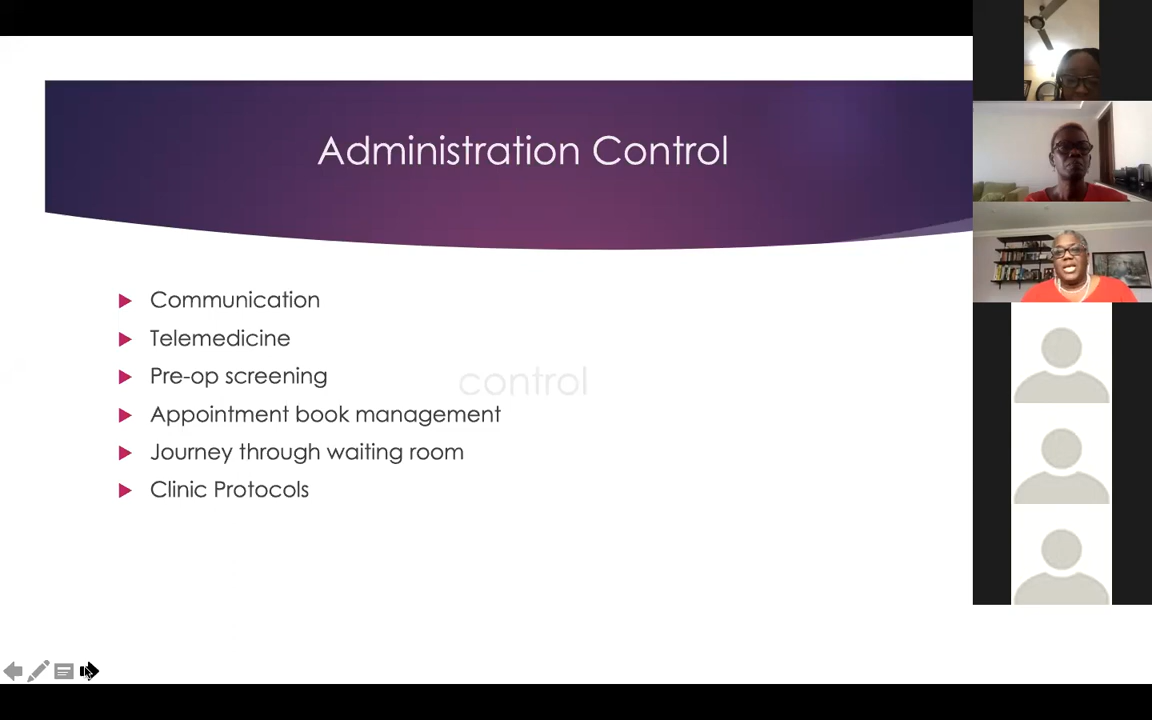 Administration Control
Communication
Telemedicine
Pre-op screening
control
Appointment book management
Journey through waiting room
Clinic Protocols